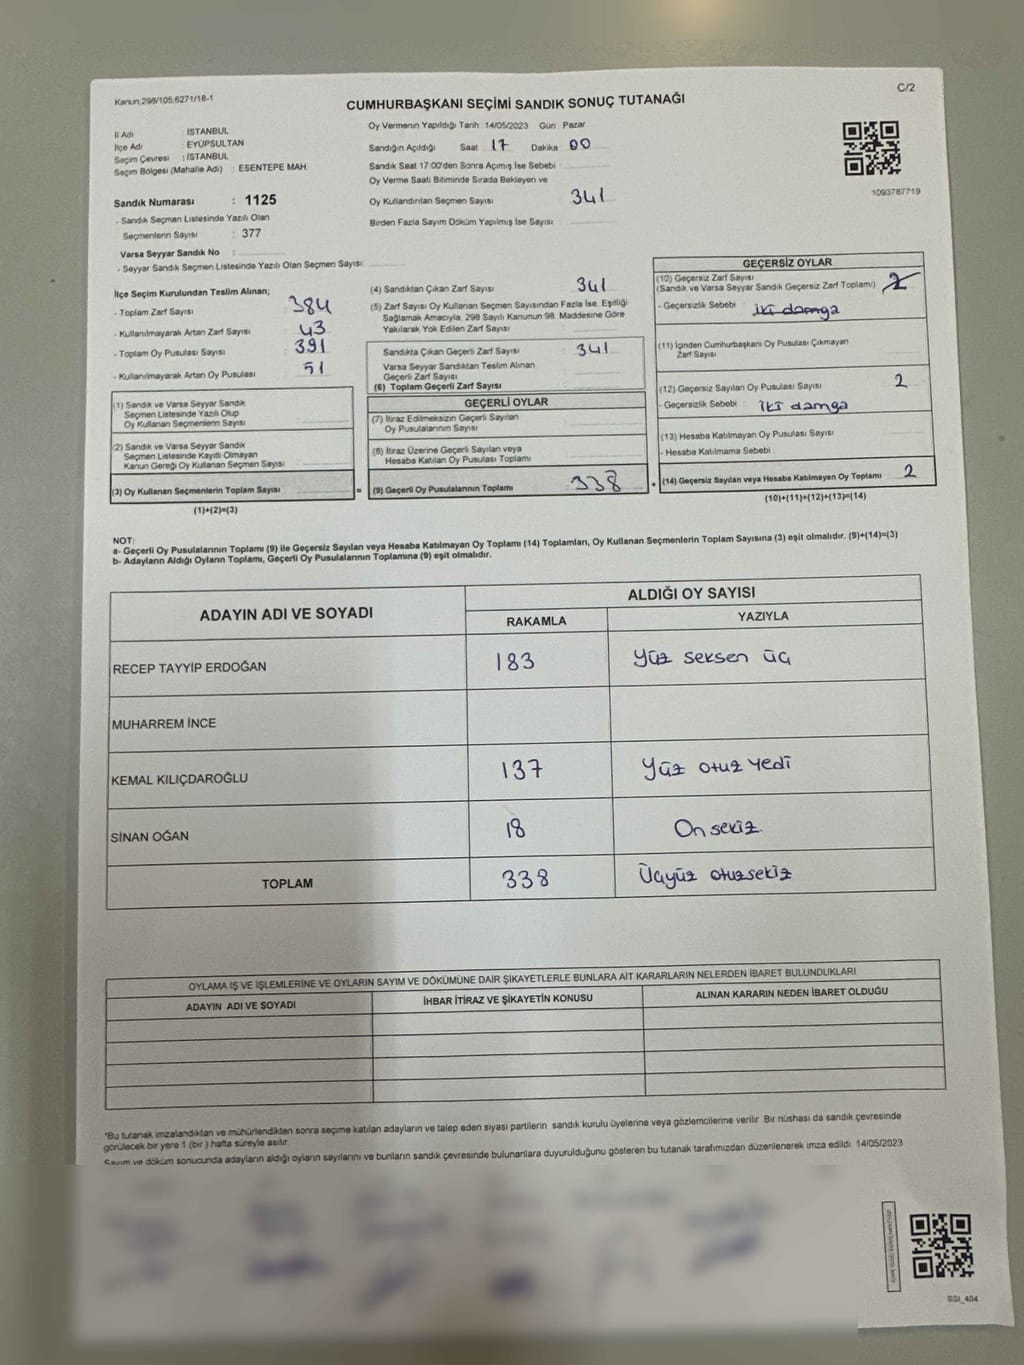 Kanun:298/105;6271/18-1
C/2
CUMHURBAŞKANI SEÇİMİ SANDIK SONUÇ TUTANAĞI
İl Adı : İSTANBUL
İlçe Adı : EYÜPSULTAN
Seçim Çevresi : İSTANBUL
Seçim Bölgesi (Mahalle Adı) : ESENTEPE MAH.
Sandık Numarası : 1125
- Sandık Seçmen Listesinde Yazılı Olan
Seçmenlerin Sayısı : 377
Varsa Seyyar Sandık No :
- Seyyar Sandık Seçmen Listesinde Yazılı Olan Seçmen Sayısı:
Oy Vermenin Yapıldığı Tarih 14/05/2023 Gün Pazar
Sandığın Açıldığı Saat 17 Dakika 00
Sandık Saat 17:00'den Sonra Açımış İse Sebebi
Oy Verme Saati Bitiminde Sırada Bekleyen ve
Oy Kullandırılan Seçmen Sayısı 341
Birden Fazla Sayım Döküm Yapılmış İse Sayısı
1093767719
İlçe Seçim Kurulundan Teslim Alınan;
- Toplam Zarf Sayısı 384
- Kullanılmayarak Artan Zarf Sayısı 43
- Toplam Oy Pusulası Sayısı 391
- Kullanılmayarak Artan Oy Pusulası 51
(1) Sandık ve Varsa Seyyar Sandık
Seçmen Listesinde Yazılı Olup
Oy Kullanan Seçmenlerin Sayısı
(2) Sandık ve Varsa Seyyar Sandık
Seçmen Listesinde Kayıtlı Olmayan
Kanun Gereği Oy Kullanan Seçmen Sayısı
(3) Oy Kullanan Seçmenlerin Toplam Sayısı =
(1)+(2)=(3)
(4) Sandıktan Çıkan Zarf Sayısı 341
(5) Zarf Sayısı Oy Kullanan Seçmen Sayısından Fazla İse, Eşitliği
Sağlamak Amacıyla, 298 Sayılı Kanunun 98. Maddesine Göre
Yakılarak Yok Edilen Zarf Sayısı
Sandıkta Çıkan Geçerli Zarf Sayısı 341
Varsa Seyyar Sandıktan Teslim Alınan
Geçerli Zarf Sayısı
(6) Toplam Geçerli Zarf Sayısı
GEÇERLİ OYLAR
(7) İtiraz Edilmeksizin Geçerli Sayılan
Oy Pusulalarının Sayısı
(8) İtiraz Üzerine Geçerli Sayılan veya
Hesaba Katılan Oy Pusulası Toplamı
(9) Geçerli Oy Pusulalarının Toplamı 338 +
GEÇERSİZ OYLAR
(10) Geçersiz Zarf Sayısı
(Sandık ve Varsa Seyyar Sandık Geçersiz Zarf Toplamı) 2
- Geçersizlik Sebebi iki damga
(11) İçinden Cumhurbaşkanı Oy Pusulası Çıkmayan
Zarf Sayısı
(12) Geçersiz Sayılan Oy Pusulası Sayısı 2
- Geçersizlik Sebebi iki damga
(13) Hesaba Katılmayan Oy Pusulası Sayısı
- Hesaba Katılmama Sebebi
(14) Geçersiz Sayılan veya Hesaba Katılmayan Oy Toplamı 2
(10)+(11)+(12)+(13)=(14)
NOT:
a- Geçerli Oy Pusulalarının Toplamı (9) ile Geçersiz Sayılan veya Hesaba Katılmayan Oy Toplamı (14) Toplamları, Oy Kullanan Seçmenlerin Toplam Sayısına (3) eşit olmalıdır. (9)+(14)=(3)
b- Adayların Aldığı Oyların Toplamı, Geçerli Oy Pusulalarının Toplamına (9) eşit olmalıdır.
ADAYIN ADI VE SOYADI ALDIĞI OY SAYISI
RAKAMLA YAZIYLA
RECEP TAYYİP ERDOĞAN 183 Yüz seksen üç
MUHARREM İNCE
KEMAL KILIÇDAROĞLU 137 Yüz otuz yedi
SİNAN OĞAN 18 On sekiz.
TOPLAM 338 Üçyüz otuzsekiz
OYLAMA İŞ VE İŞLEMLERİNE VE OYLARIN SAYIM VE DÖKÜMÜNE DAİR ŞİKAYETLERLE BUNLARA AİT KARARLARIN NELERDEN İBARET BULUNDUKLARI
ADAYIN ADI VE SOYADI İHBAR İTİRAZ VE ŞİKAYETİN KONUSU ALINAN KARARIN NEDEN İBARET OLDUĞU
*Bu tutanak imzalandıktan ve mühürlendikten sonra seçime katılan adayların ve talep eden siyasi partilerin sandık kurulu üyelerine veya gözlemcilerine verilir. Bir nüshası da sandık çevresinde
görülecek bir yere 1 (bir ) hafta süreyle asılır.
Sayım ve döküm sonucunda adayların aldığı oyların sayılarını ve bunların sandık çevresinde bulunanlara duyurulduğunu gösteren bu tutanak tarafımızdan düzenlenerek imza edildi. 14/05/2023